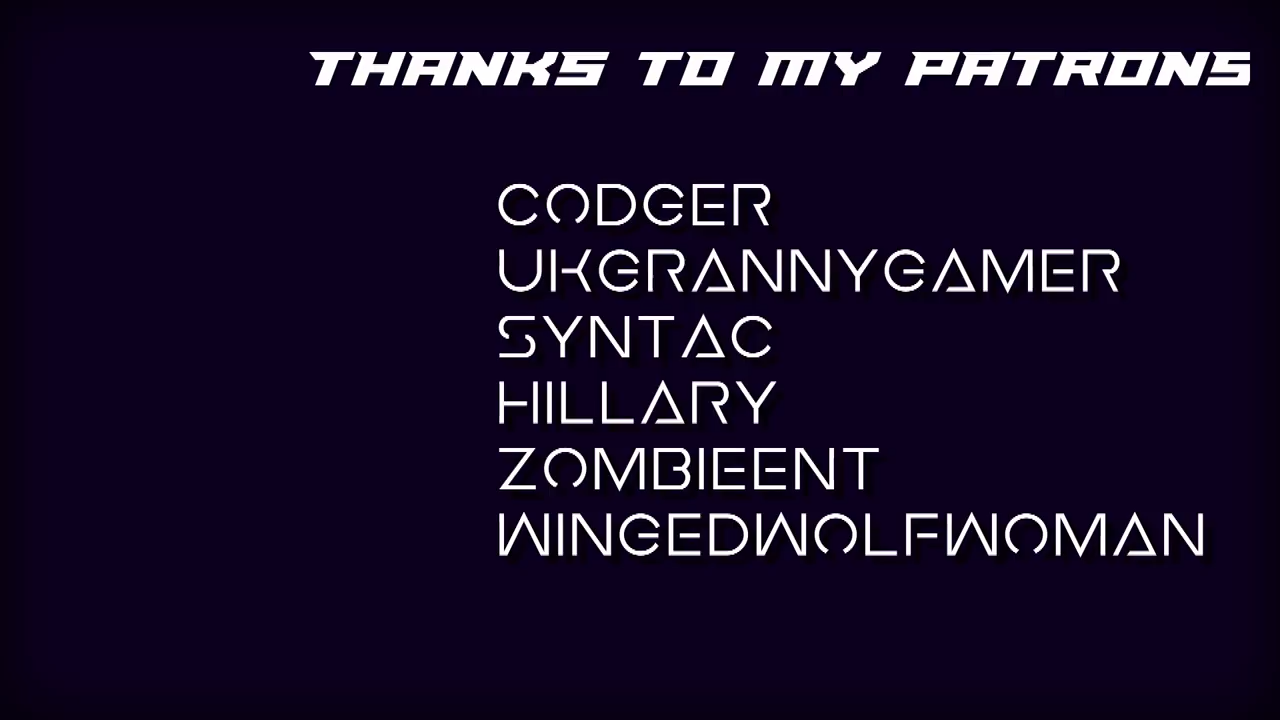 THANKS TO MY PATRONS
CODGER
UKGRANNYGAMER
SYNTAC
HILLARY
ZOMBIEENT
WINGEDWOLFWOMAN